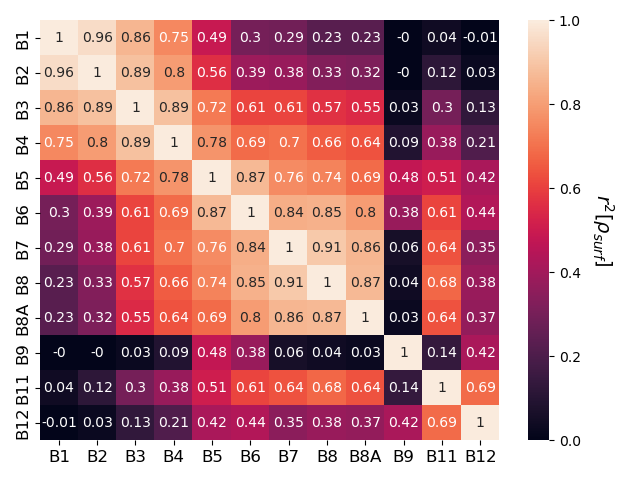 B1 1 0.96 0.86 0.75 0.49 0.3 0.29 0.23 0.23 -0 0.04 -0.01
B2 0.96 1 0.89 0.8 0.56 0.39 0.38 0.33 0.32 -0 0.12 0.03
B3 0.86 0.89 1 0.89 0.72 0.61 0.61 0.57 0.55 0.03 0.3 0.13
B4 0.75 0.8 0.89 1 0.78 0.69 0.7 0.66 0.64 0.09 0.38 0.21
B5 0.49 0.56 0.72 0.78 1 0.87 0.76 0.74 0.69 0.48 0.51 0.42
B6 0.3 0.39 0.61 0.69 0.87 1 0.84 0.85 0.8 0.38 0.61 0.44
B7 0.29 0.38 0.61 0.7 0.76 0.84 1 0.91 0.86 0.06 0.64 0.35
B8 0.23 0.33 0.57 0.66 0.74 0.85 0.91 1 0.87 0.04 0.68 0.38
B8A 0.23 0.32 0.55 0.64 0.69 0.8 0.86 0.87 1 0.03 0.64 0.37
B9 -0 -0 0.03 0.09 0.48 0.38 0.06 0.04 0.03 1 0.14 0.42
B11 0.04 0.12 0.3 0.38 0.51 0.61 0.64 0.68 0.64 0.14 1 0.69
B12 -0.01 0.03 0.13 0.21 0.42 0.44 0.35 0.38 0.37 0.42 0.69 1
B1 B2 B3 B4 B5 B6 B7 B8 B8A B9 B11 B12
1.0
0.8
0.6
0.4
0.2
0.0
r²[ρsurf]